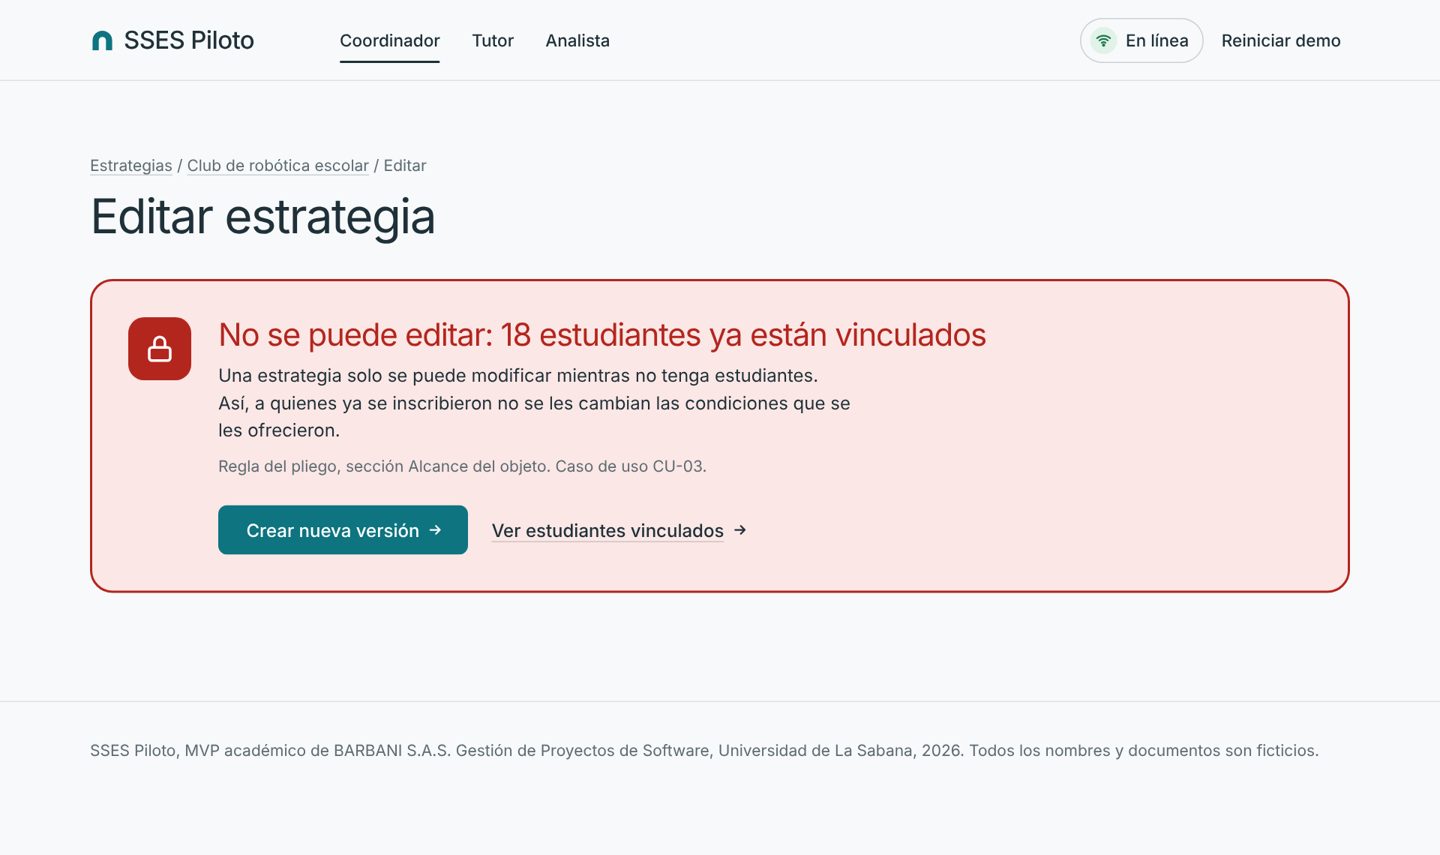 SSES Piloto
Coordinador
Tutor
Analista
En línea
Reiniciar demo
Estrategias / Club de robótica escolar / Editar
Editar estrategia
No se puede editar: 18 estudiantes ya están vinculados
Una estrategia solo se puede modificar mientras no tenga estudiantes.
Así, a quienes ya se inscribieron no se les cambian las condiciones que se
les ofrecieron.
Regla del pliego, sección Alcance del objeto. Caso de uso CU-03.
Crear nueva versión →
Ver estudiantes vinculados →
SSES Piloto, MVP académico de BARBANI S.A.S. Gestión de Proyectos de Software, Universidad de La Sabana, 2026. Todos los nombres y documentos son ficticios.